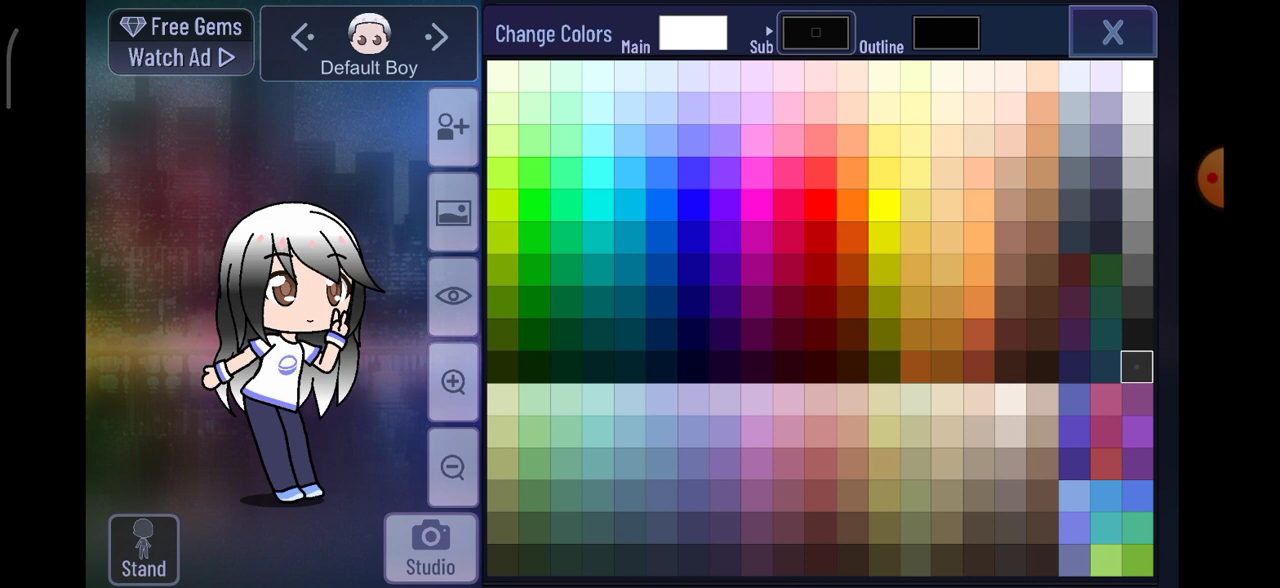 Free Gems
Watch Ad
Default Boy
Change Colors
Main
Sub
Outline
X
Stand
Studio